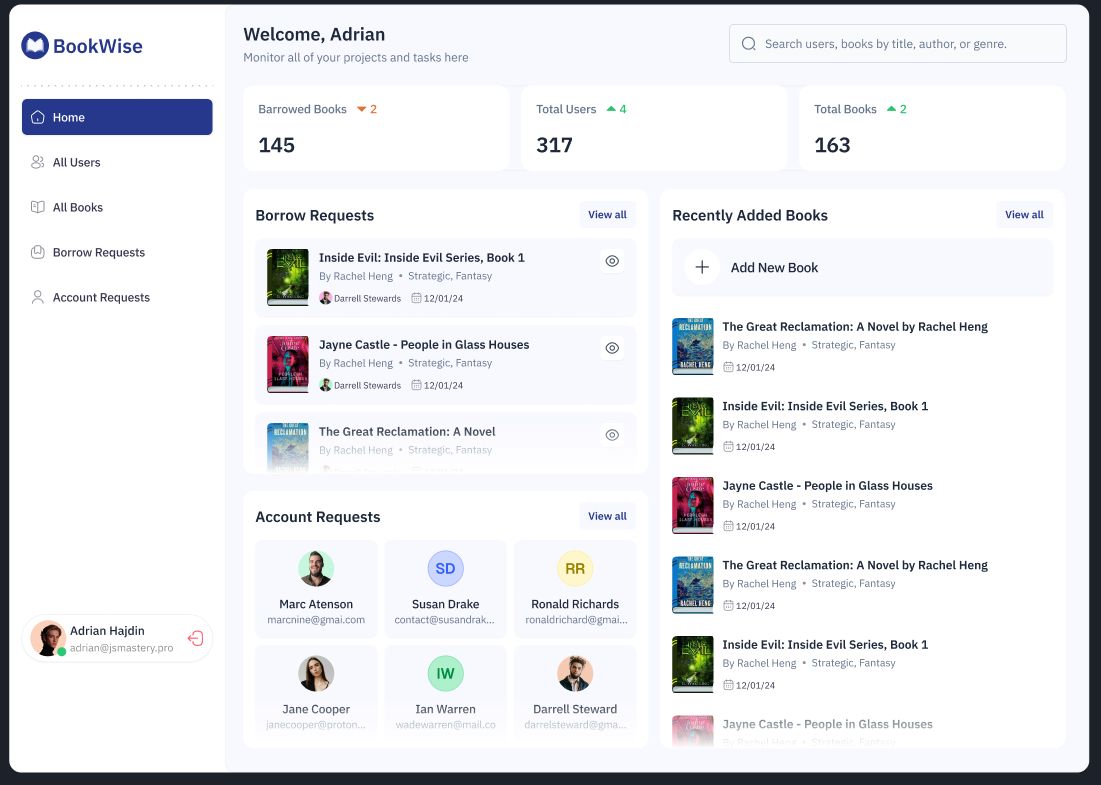 BookWise
Home
All Users
All Books
Borrow Requests
Account Requests
Adrian Hajdin
adrian@jsmastery.pro
Welcome, Adrian
Monitor all of your projects and tasks here
Search users, books by title, author, or genre.
Barrowed Books 2
145
Total Users 4
317
Total Books 2
163
Borrow Requests
View all
Inside Evil: Inside Evil Series, Book 1
By Rachel Heng • Strategic, Fantasy
Darrell Stewards 12/01/24
Jayne Castle - People in Glass Houses
By Rachel Heng • Strategic, Fantasy
Darrell Stewards 12/01/24
The Great Reclamation: A Novel
By Rachel Heng • Strategic, Fantasy
Account Requests
View all
Marc Atenson
marcnine@gmai.com
SD
Susan Drake
contact@susandrak...
RR
Ronald Richards
ronaldrichard@gmai...
Jane Cooper
janecooper@proton...
IW
Ian Warren
wadewarren@mail.co
Darrell Steward
darrelsteward@gma...
Recently Added Books
View all
Add New Book
The Great Reclamation: A Novel by Rachel Heng
By Rachel Heng • Strategic, Fantasy
12/01/24
Inside Evil: Inside Evil Series, Book 1
By Rachel Heng • Strategic, Fantasy
12/01/24
Jayne Castle - People in Glass Houses
By Rachel Heng • Strategic, Fantasy
12/01/24
The Great Reclamation: A Novel by Rachel Heng
By Rachel Heng • Strategic, Fantasy
12/01/24
Inside Evil: Inside Evil Series, Book 1
By Rachel Heng • Strategic, Fantasy
12/01/24
Jayne Castle - People in Glass Houses
By Rachel Heng • Strategic, Fantasy